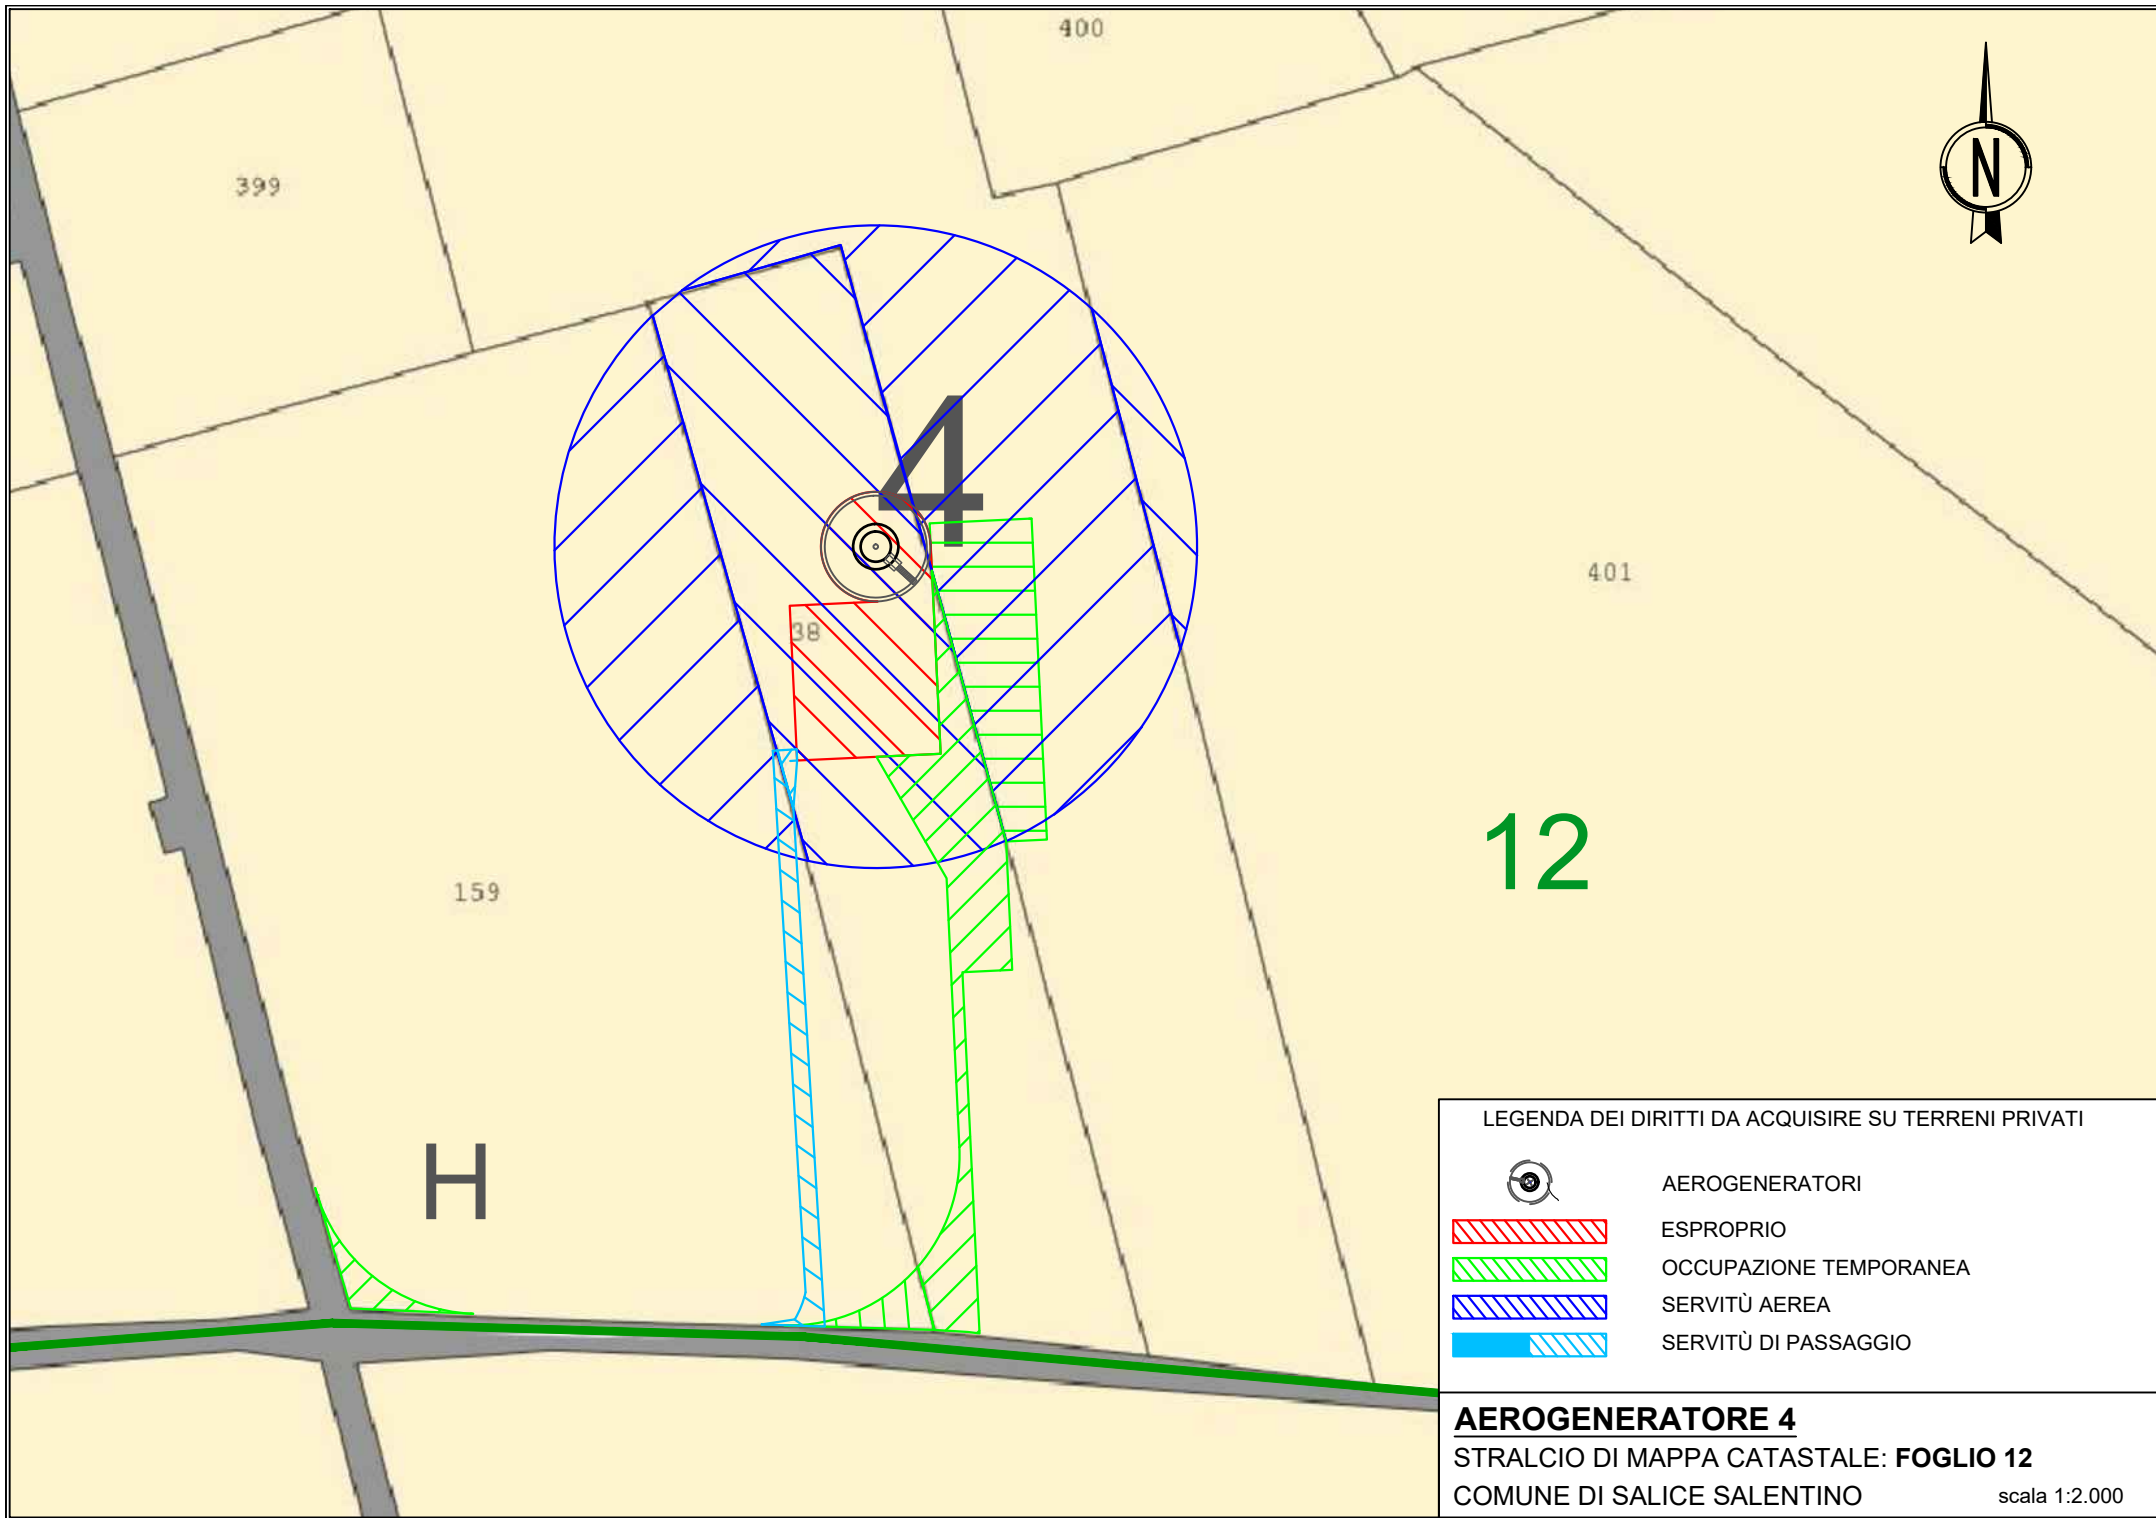 400
N
399
4
401
38
12
159
H
LEGENDA DEI DIRITTI DA ACQUISIRE SU TERRENI PRIVATI
AEROGENERATORI
ESPROPRIO
OCCUPAZIONE TEMPORANEA
SERVITÙ AEREA
SERVITÙ DI PASSAGGIO
AEROGENERATORE 4
STRALCIO DI MAPPA CATASTALE: FOGLIO 12
COMUNE DI SALICE SALENTINO scala 1:2.000